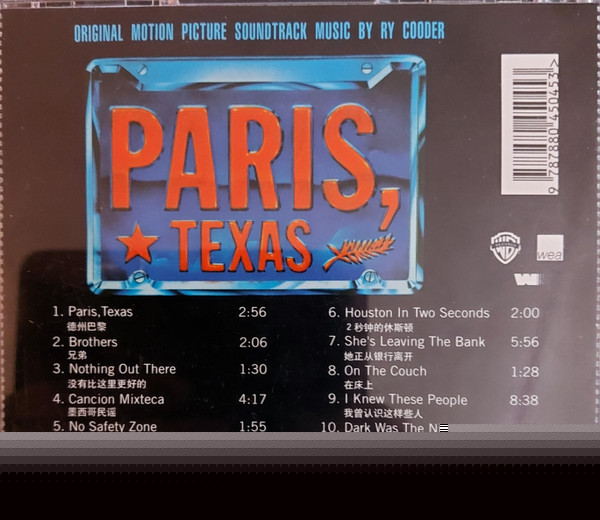 ORIGINAL MOTION PICTURE SOUNDTRACK MUSIC BY RY COODER
PARIS,
TEXAS
9 787880 450453 >
WB
wea
1. Paris,Texas 2:56
德州巴黎
2. Brothers 2:06
兄弟
3. Nothing Out There 1:30
没有比这里更好的
4. Cancion Mixteca 4:17
墨西哥民谣
5. No Safety Zone 1:55
6. Houston In Two Seconds 2:00
2秒钟的休斯顿
7. She's Leaving The Bank 5:56
她正从银行离开
8. On The Couch 1:28
在床上
9. I Knew These People 8:38
我曾认识这样些人
10. Dark Was The